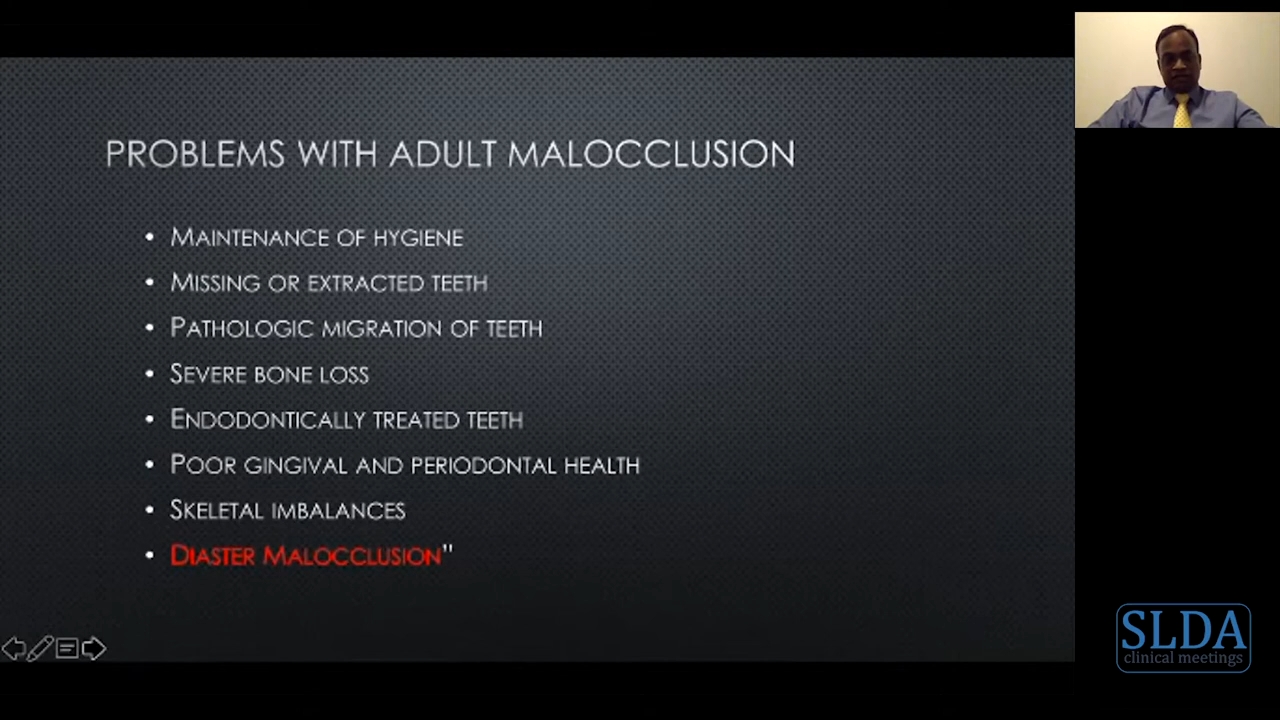 PROBLEMS WITH ADULT MALOCCLUSION
• MAINTENANCE OF HYGIENE
• MISSING OR EXTRACTED TEETH
• PATHOLOGIC MIGRATION OF TEETH
• SEVERE BONE LOSS
• ENDODONTICALLY TREATED TEETH
• POOR GINGIVAL AND PERIODONTAL HEALTH
• SKELETAL IMBALANCES
• DIASTER MALOCCLUSION"
SLDA
clinical meetings